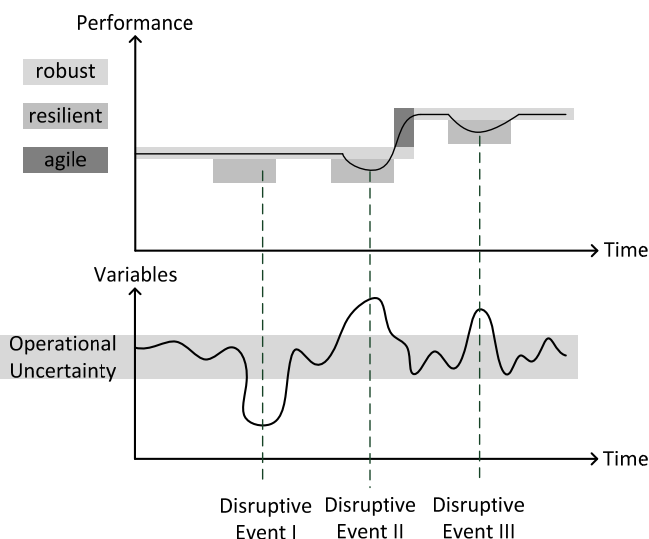 Performance
robust
resilient
agile
Time
Variables
Operational
Uncertainty
Time
Disruptive
Event I
Disruptive
Event II
Disruptive
Event III